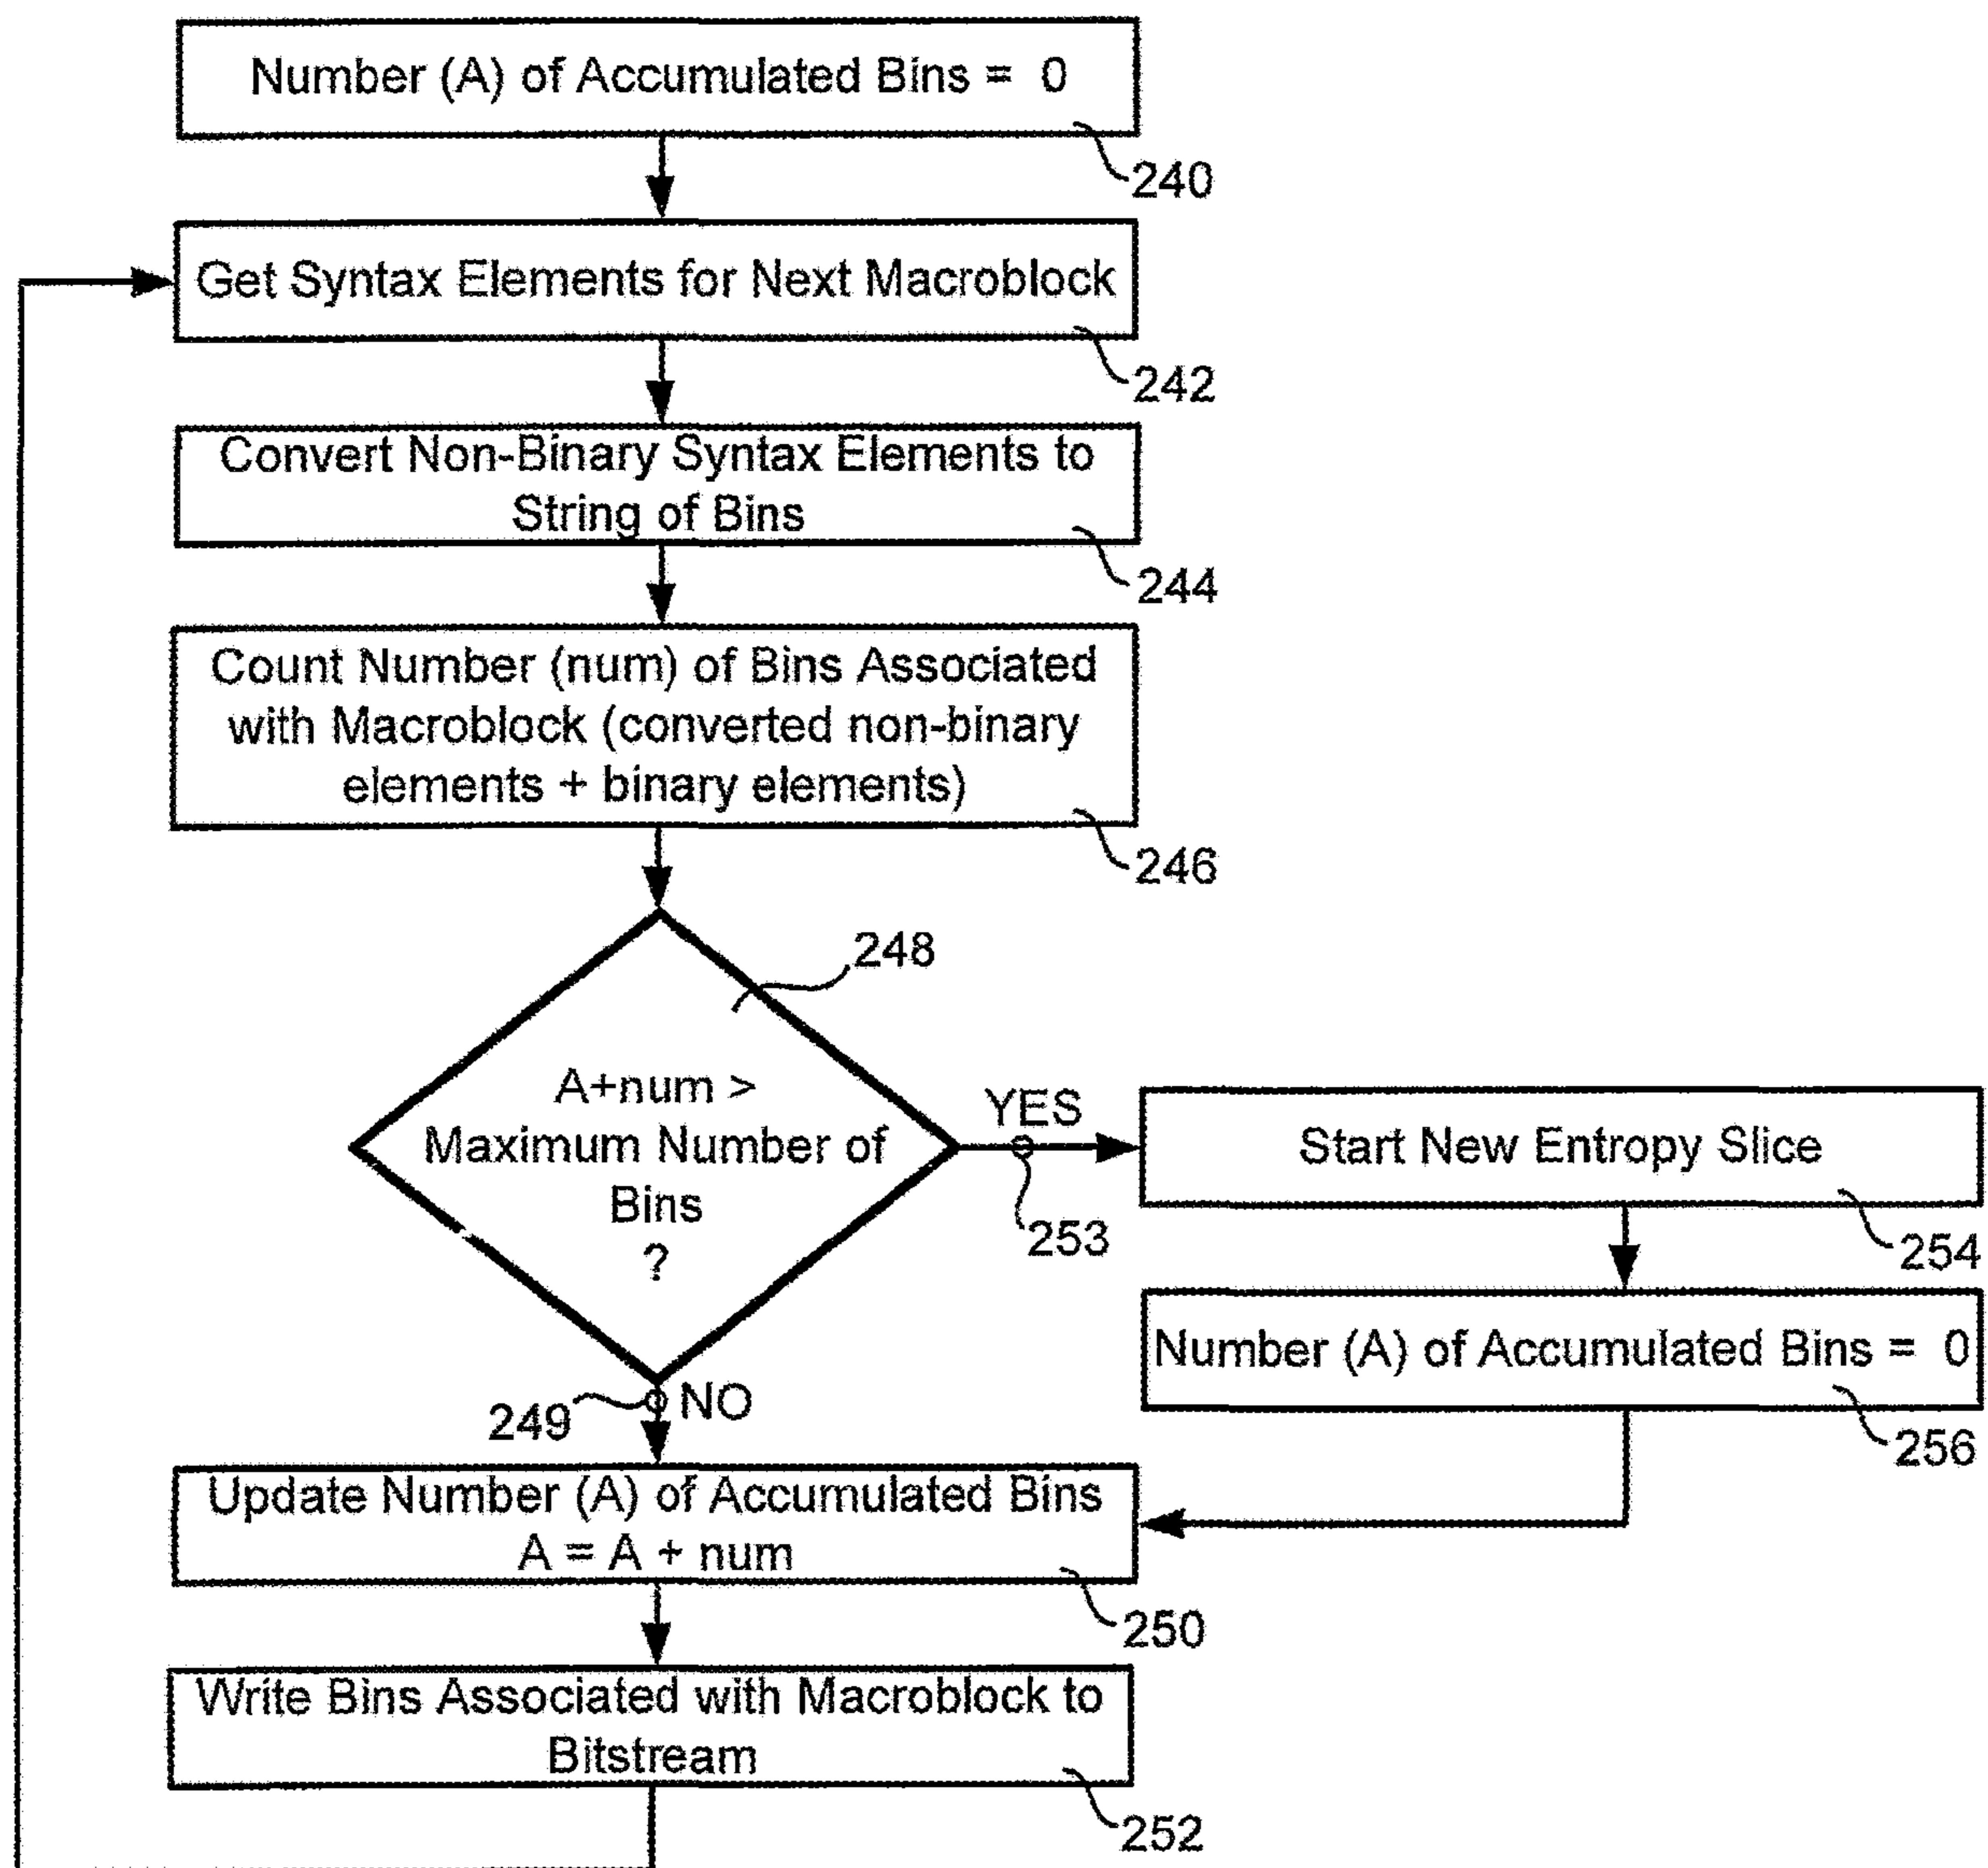 Number (A) of Accumulated Bins = 0
240
Get Syntax Elements for Next Macroblock
242
Convert Non-Binary Syntax Elements to
String of Bins
244
Count Number (num) of Bins Associated
with Macroblock (converted non-binary
elements + binary elements)
246
248
A+num >
Maximum Number of
Bins
?
YES
253
Start New Entropy Slice
254
Number (A) of Accumulated Bins = 0
256
249
NO
Update Number (A) of Accumulated Bins
A = A + num
250
Write Bins Associated with Macroblock to
Bitstream
252